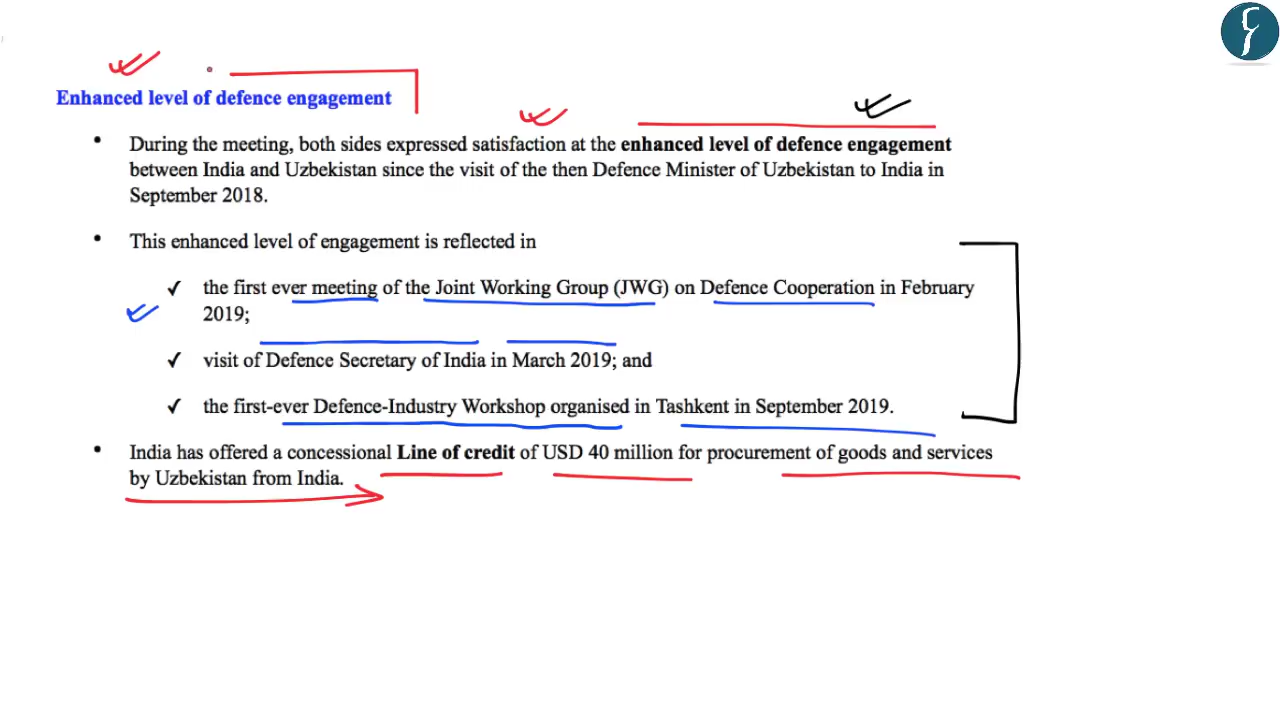 Enhanced level of defence engagement
• During the meeting, both sides expressed satisfaction at the enhanced level of defence engagement
between India and Uzbekistan since the visit of the then Defence Minister of Uzbekistan to India in
September 2018.
• This enhanced level of engagement is reflected in
✓ the first ever meeting of the Joint Working Group (JWG) on Defence Cooperation in February
2019;
✓ visit of Defence Secretary of India in March 2019; and
✓ the first-ever Defence-Industry Workshop organised in Tashkent in September 2019.
• India has offered a concessional Line of credit of USD 40 million for procurement of goods and services
by Uzbekistan from India.